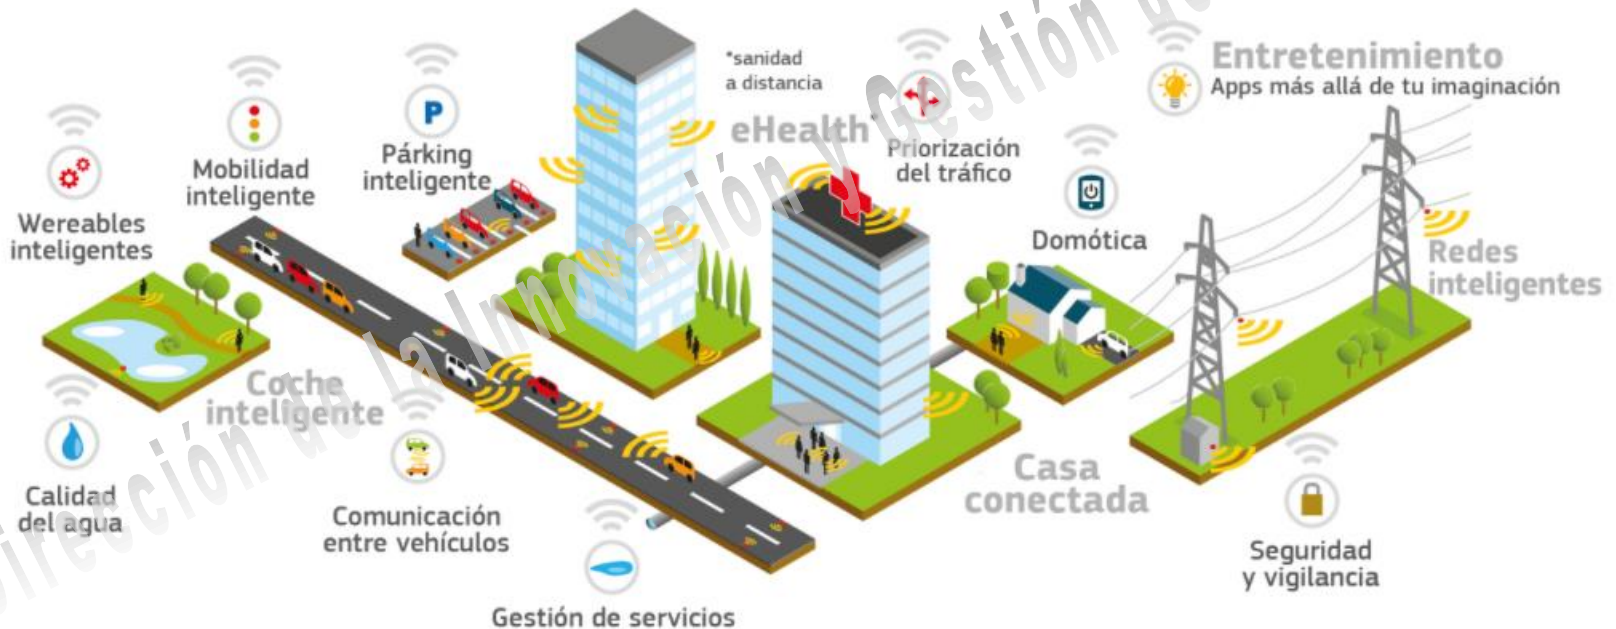 *sanidad
a distancia
eHealth*
Entretenimiento
Apps más allá de tu imaginación
Wereables
inteligentes
Mobilidad
inteligente
P
Párking
inteligente
Priorización
del tráfico
Domótica
Redes
inteligentes
Coche
inteligente
Calidad
del agua
Comunicación
entre vehículos
Gestión de servicios
Casa
conectada
Seguridad
y vigilancia
Dirección de la Innovación y Gestión de